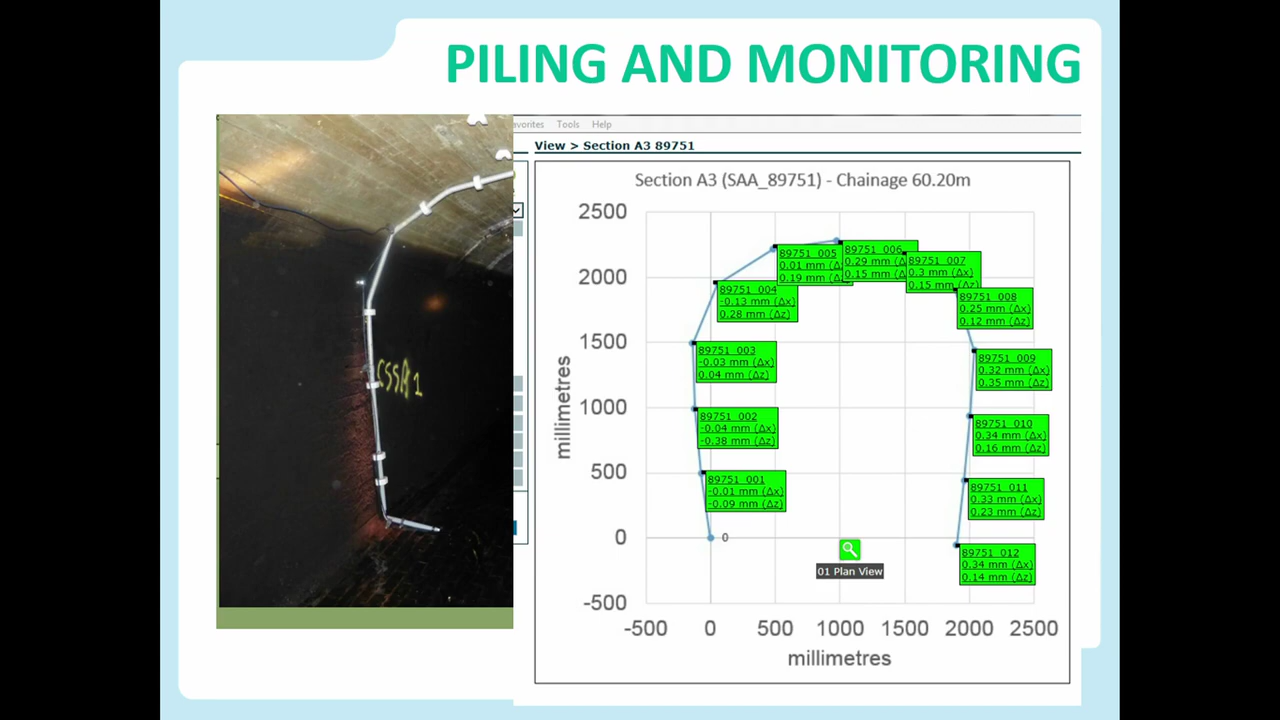 PILING AND MONITORING
Tools
Help
View > Section A3 89751
Section A3 (SAA_89751) - Chainage 60.20m
CSSA 1
2500
2000
1500
1000
500
0
-500
millimetres
89751_005
0.01 mm
0.19 mm
89751_006
0.29 mm
0.15 mm
89751_007
0.3 mm (Δx)
0.15 mm (Δz)
89751_004
-0.13 mm (Δx)
0.28 mm (Δz)
89751_008
0.25 mm (Δx)
0.12 mm (Δz)
89751_003
-0.03 mm (Δx)
0.04 mm (Δz)
89751_009
0.32 mm (Δx)
0.35 mm (Δz)
89751_002
-0.04 mm (Δx)
-0.38 mm (Δz)
89751_010
0.34 mm (Δx)
0.16 mm (Δz)
89751_001
-0.01 mm (Δx)
-0.09 mm (Δz)
89751_011
0.33 mm (Δx)
0.23 mm (Δz)
0
89751_012
0.34 mm (Δx)
0.14 mm (Δz)
01 Plan View
-500 0 500 1000 1500 2000 2500
millimetres